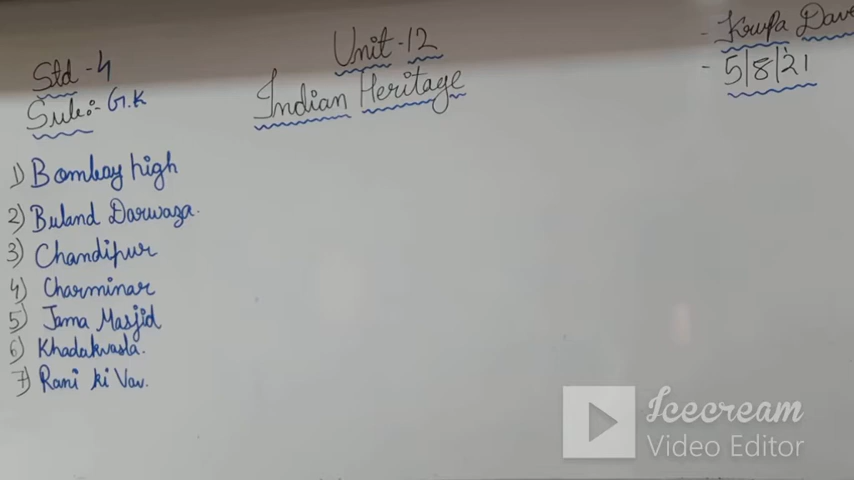 Std - 4
Sub:- G.K
Unit - 12
Indian Heritage
- Krupa Dave
- 5/8/21
1) Bombay high
2) Buland Darwaza.
3) Chandipur
4) Charminar
5) Jama Masjid
6) Khadakvasla.
7) Rani ki Vav.
Icecream
Video Editor